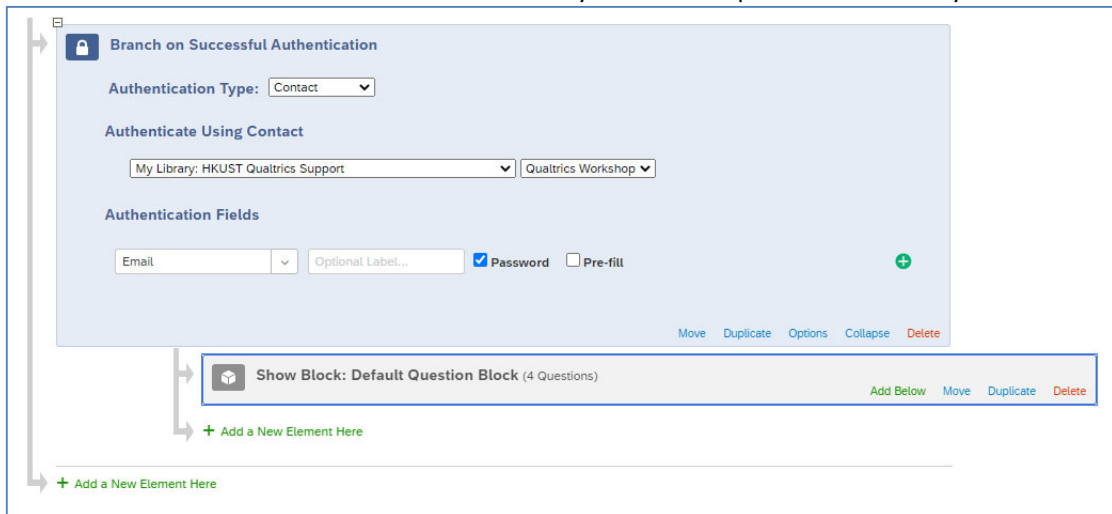 Branch on Successful Authentication
Authentication Type: Contact
Authenticate Using Contact
My Library: HKUST Qualtrics Support Qualtrics Workshop
Authentication Fields
Email Optional Label... Password Pre-fill
Move Duplicate Options Collapse Delete
Show Block: Default Question Block (4 Questions)
Add Below Move Duplicate Delete
+ Add a New Element Here
+ Add a New Element Here